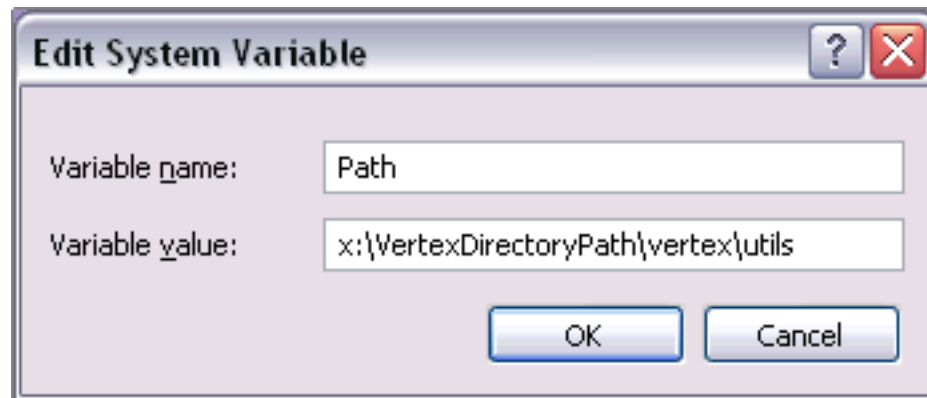 Edit System Variable
?
Variable name:
Path
Variable value:
x:\VertexDirectoryPath\vertex\utils
OK
Cancel